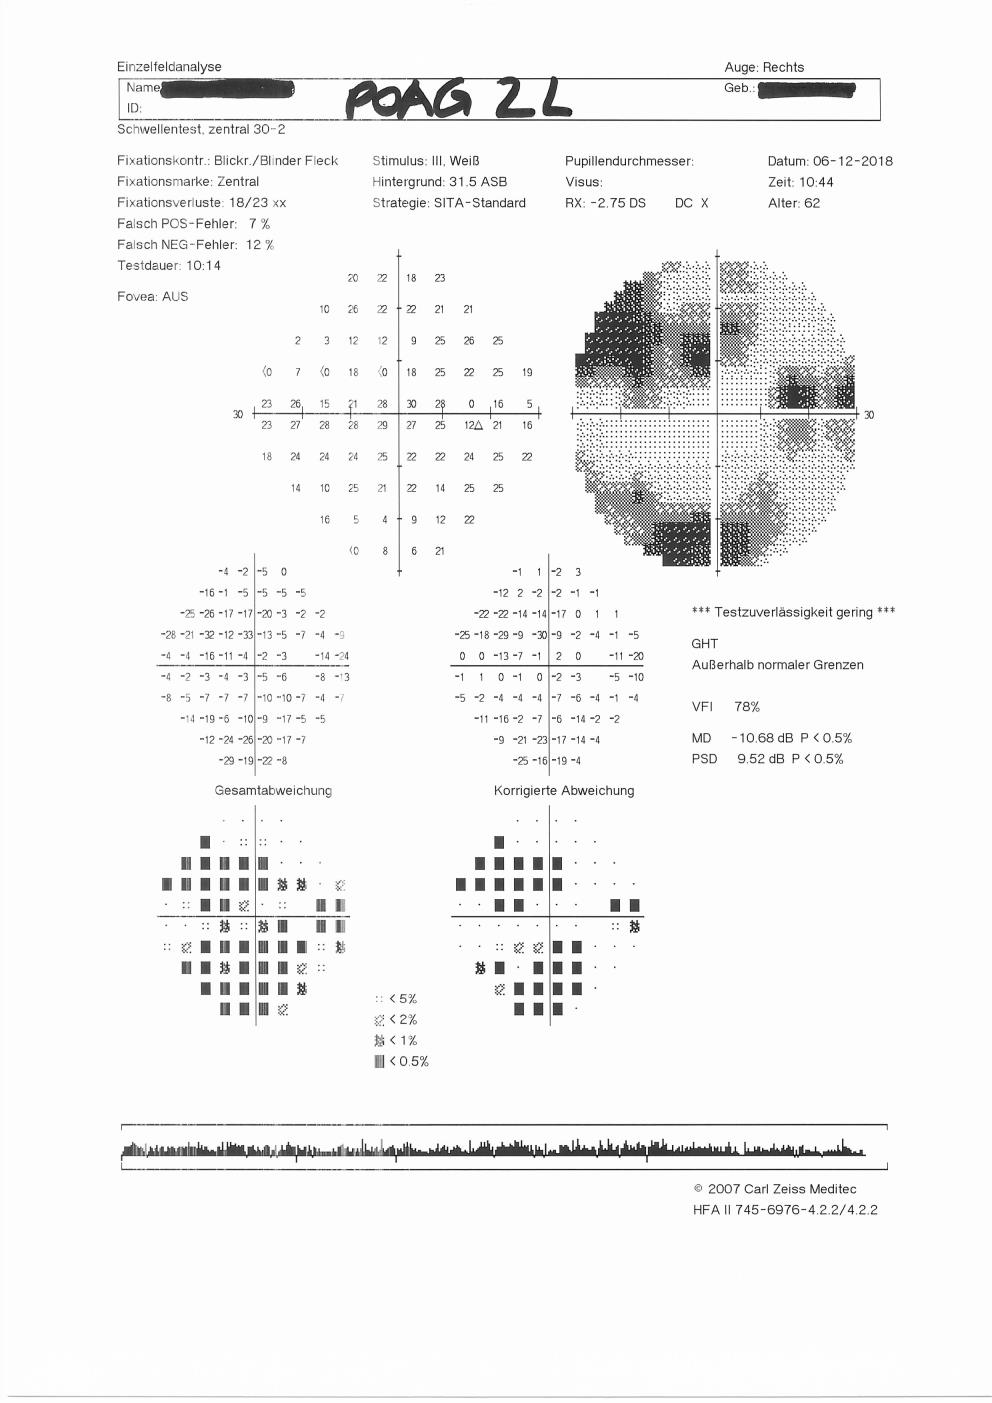 Einzelfeldanalyse Auge: Rechts
Name Geb.:
POAG 2 L
ID:
Schwellentest, zentral 30-2
Fixationskontr.: Blickr./Blinder Fleck Stimulus: III, Weiß Pupillendurchmesser: Datum: 06-12-2018
Fixationsmarke: Zentral Hintergrund: 31.5 ASB Visus: Zeit: 10:44
Fixationsverluste: 18/23 xx Strategie: SITA-Standard RX: -2.75 DS DC X Alter: 62
Falsch POS-Fehler: 7 %
Falsch NEG-Fehler: 12 %
Testdauer: 10:14
Fovea: AUS
20 22 18 23
10 26 22 22 21 21
2 3 12 12 9 25 26 25
<0 7 <0 18 <0 18 25 22 25 19
23 26 15 21 28 30 28 0 16 5
30 30
23 27 28 28 29 27 25 12△ 21 16
18 24 24 24 25 22 22 24 25 22
14 10 25 21 22 14 25 25
16 5 4 9 12 22
<0 8 6 21
-4 -2 -5 0 -1 1 -2 3
-16 -1 -5 -5 -5 -5 -12 2 -2 -2 -1 -1
-25 -26 -17 -17 -20 -3 -2 -2 -22 -22 -14 -14 -17 0 1 1
*** Testzuverlässigkeit gering ***
-28 -21 -32 -12 -33 -13 -5 -7 -4 -9 -25 -18 -29 -9 -30 -9 -2 -4 -1 -5
GHT
-4 -4 -16 -11 -4 -2 -3 -14 -24 0 0 -13 -7 -1 2 0 -11 -20
Außerhalb normaler Grenzen
-4 -2 -3 -4 -3 -5 -6 -8 -13 -1 1 0 -1 0 -2 -3 -5 -10
-8 -5 -7 -7 -7 -10 -10 -7 -4 -7 -5 -2 -4 -4 -4 -7 -6 -4 -1 -4
VFI 78%
-14 -19 -6 -10 -9 -17 -5 -5 -11 -16 -2 -7 -6 -14 -2 -2
-12 -24 -26 -20 -17 -7 -9 -21 -23 -17 -14 -4
MD -10.68 dB P < 0.5%
-29 -19 -22 -8 -25 -16 -19 -4
PSD 9.52 dB P < 0.5%
Gesamtabweichung Korrigierte Abweichung
< 5%
< 2%
< 1%
< 0.5%
© 2007 Carl Zeiss Meditec
HFA II 745-6976-4.2.2/4.2.2